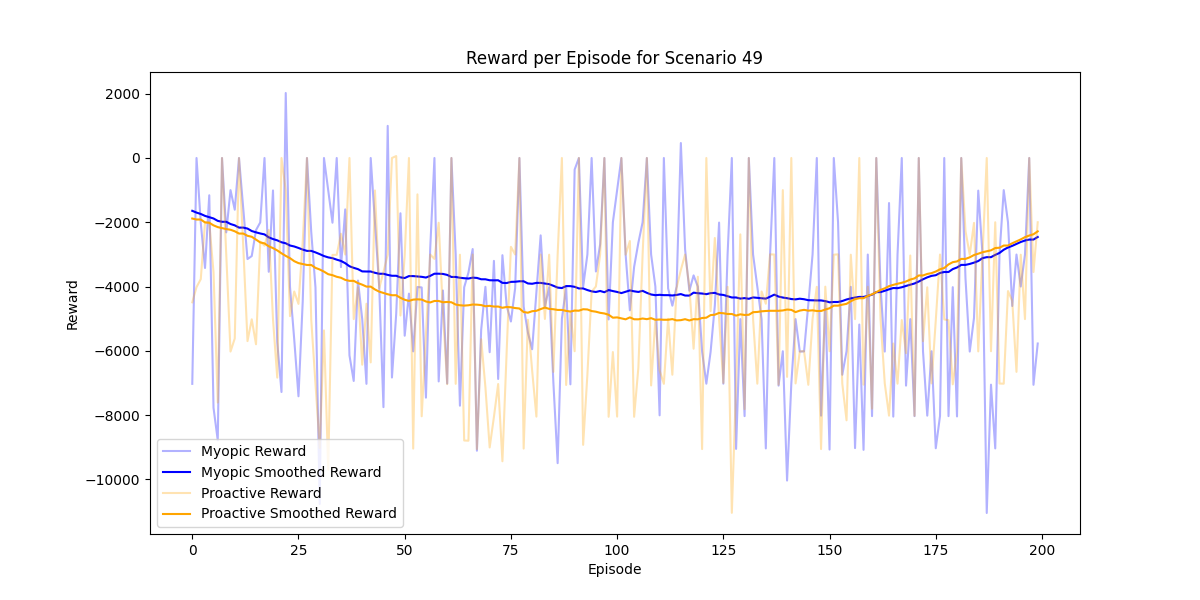 Reward per Episode for Scenario 49
Reward
2000
0
−2000
−4000
−6000
−8000
−10000
Myopic Reward
Myopic Smoothed Reward
Proactive Reward
Proactive Smoothed Reward
0 25 50 75 100 125 150 175 200
Episode